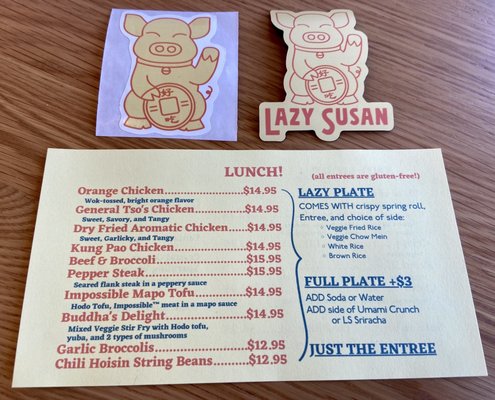 好
吃
好
吃
LAZY SUSAN
LUNCH!
(all entrees are gluten-free!)
Orange Chicken..................$14.95
Wok-tossed, bright orange flavor
General Tso's Chicken...........$14.95
Sweet, Savory, and Tangy
Dry Fried Aromatic Chicken....$14.95
Sweet, Garlicky, and Tangy
Kung Pao Chicken................$14.95
Beef & Broccoli.....................$15.95
Pepper Steak........................$15.95
Seared flank steak in a peppery sauce
Impossible Mapo Tofu...........$14.95
Hodo Tofu, Impossible™ meat in a mapo sauce
Buddha's Delight..................$14.95
Mixed Veggie Stir Fry with Hodo tofu,
yuba, and 2 types of mushrooms
Garlic Broccolis....................$12.95
Chili Hoisin String Beans......$12.95
LAZY PLATE
COMES WITH crispy spring roll,
Entree, and choice of side:
◦ Veggie Fried Rice
◦ Veggie Chow Mein
◦ White Rice
◦ Brown Rice
FULL PLATE +$3
ADD Soda or Water
ADD side of Umami Crunch
or LS Sriracha
JUST THE ENTREE